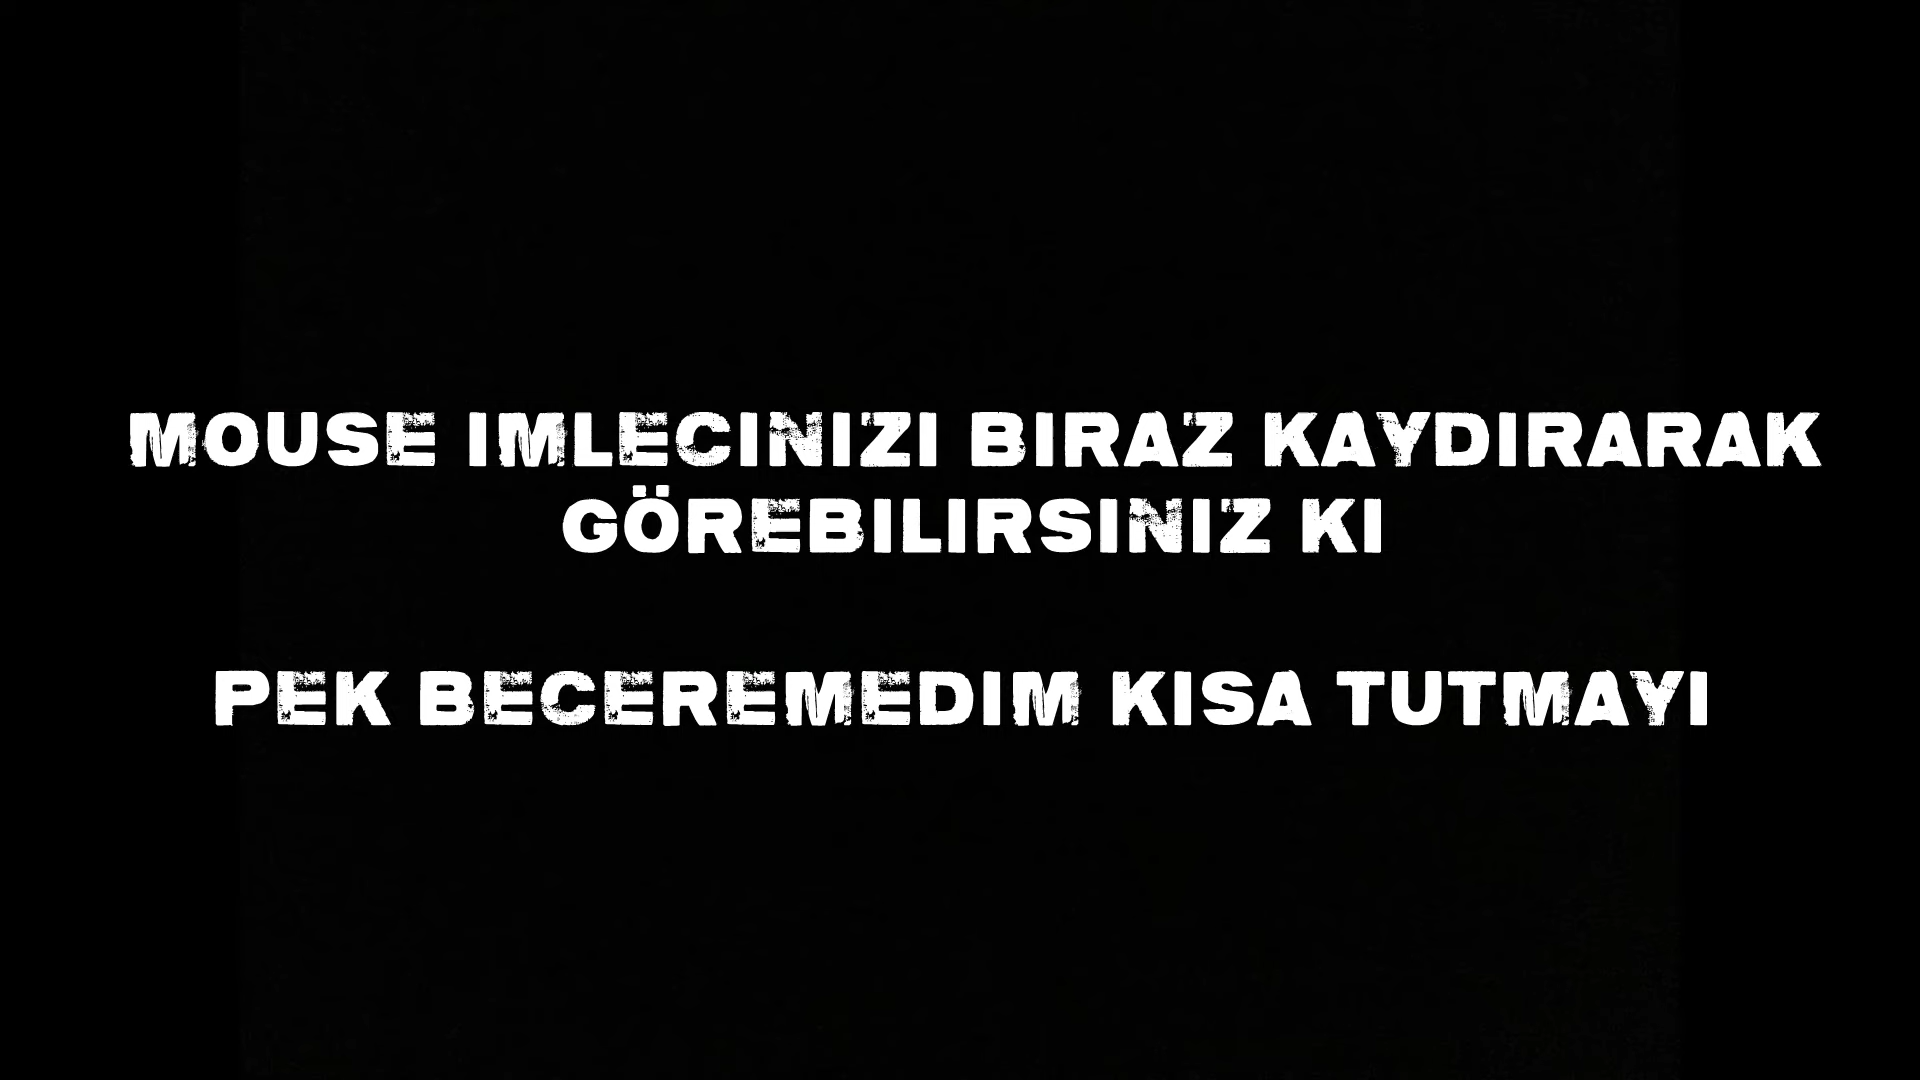 MOUSE IMLECINIZI BIRAZ KAYDIRARAK
GÖREBILIRSINIZ KI
PEK BECEREMEDIM KISA TUTMAYI